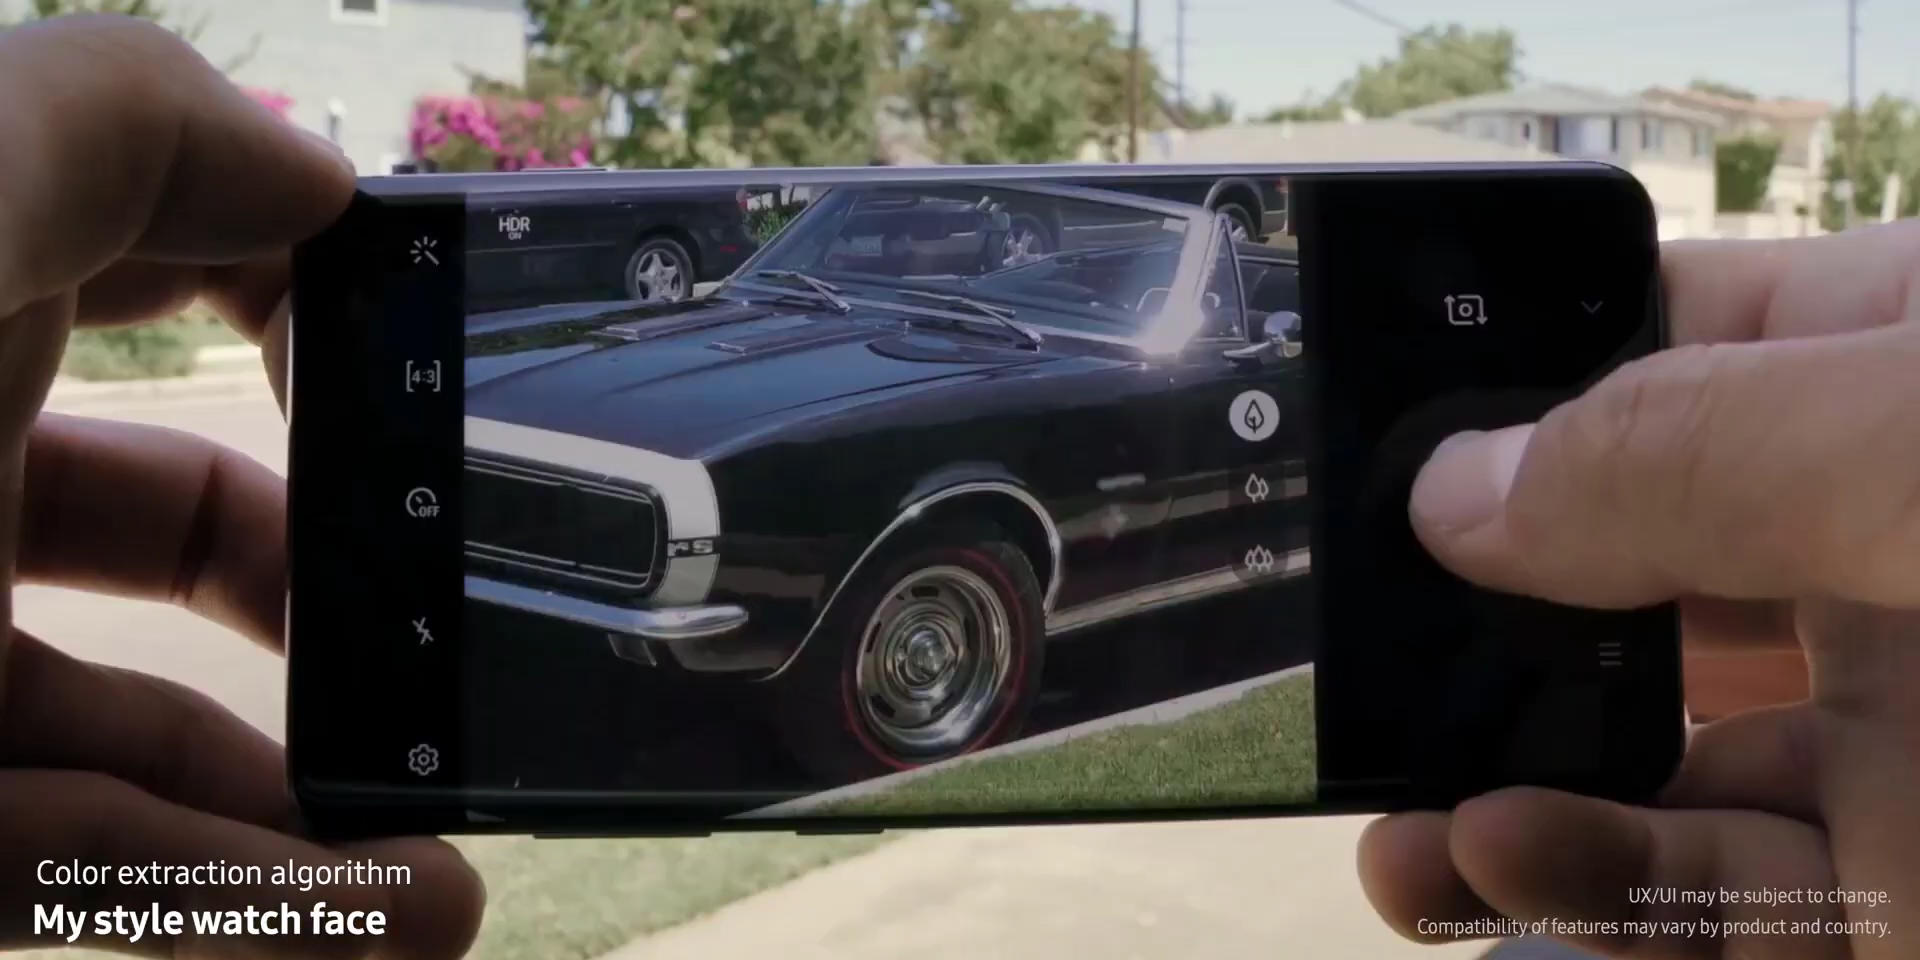 HDR
ON
[4:3]
OFF
RS
Color extraction algorithm
My style watch face
UX/UI may be subject to change.
Compatibility of features may vary by product and country.